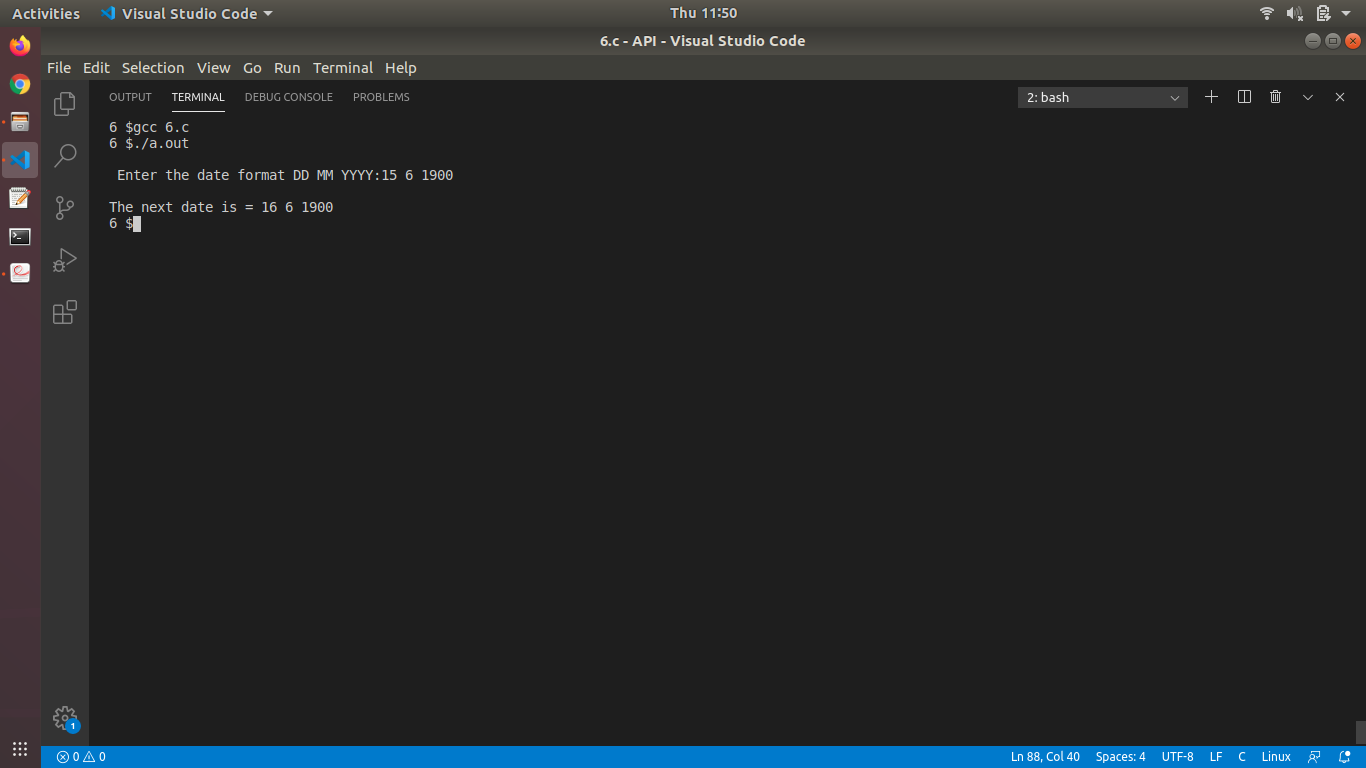 Activities Visual Studio Code Thu 11:50
6.c - API - Visual Studio Code
File Edit Selection View Go Run Terminal Help
OUTPUT TERMINAL DEBUG CONSOLE PROBLEMS 2: bash
6 $gcc 6.c
6 $./a.out
Enter the date format DD MM YYYY:15 6 1900
The next date is = 16 6 1900
6 $
1
0 0 Ln 88, Col 40 Spaces: 4 UTF-8 LF C Linux